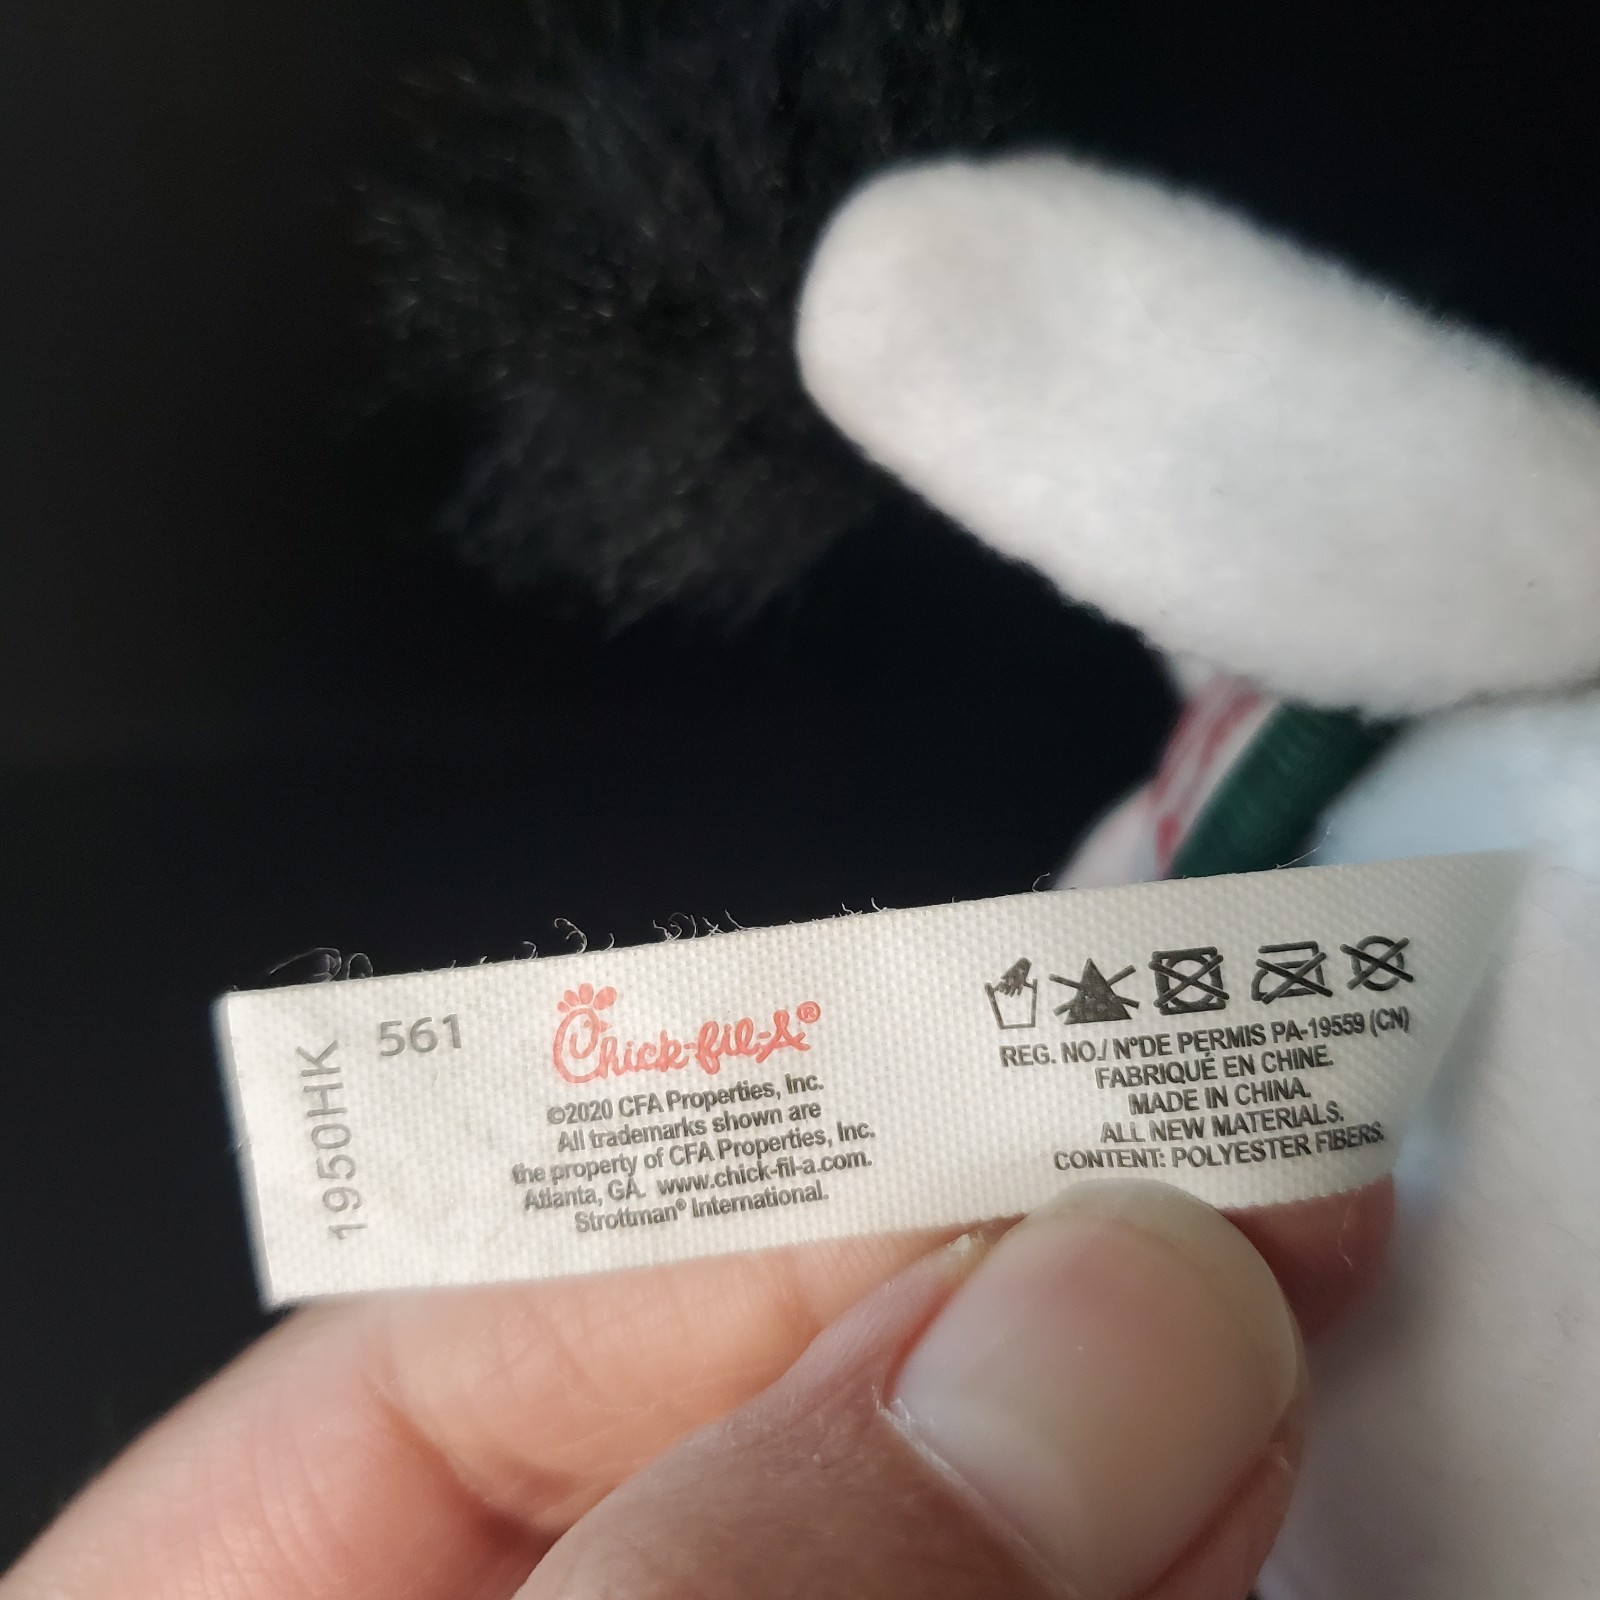 1950HK
561
Chick-fil-A®
©2020 CFA Properties, Inc.
All trademarks shown are
the property of CFA Properties, Inc.
Atlanta, GA. www.chick-fil-a.com.
Strottman® International.
REG. NO./ N°DE PERMIS PA-19559 (CN)
FABRIQUÉ EN CHINE.
MADE IN CHINA.
ALL NEW MATERIALS.
CONTENT: POLYESTER FIBERS.